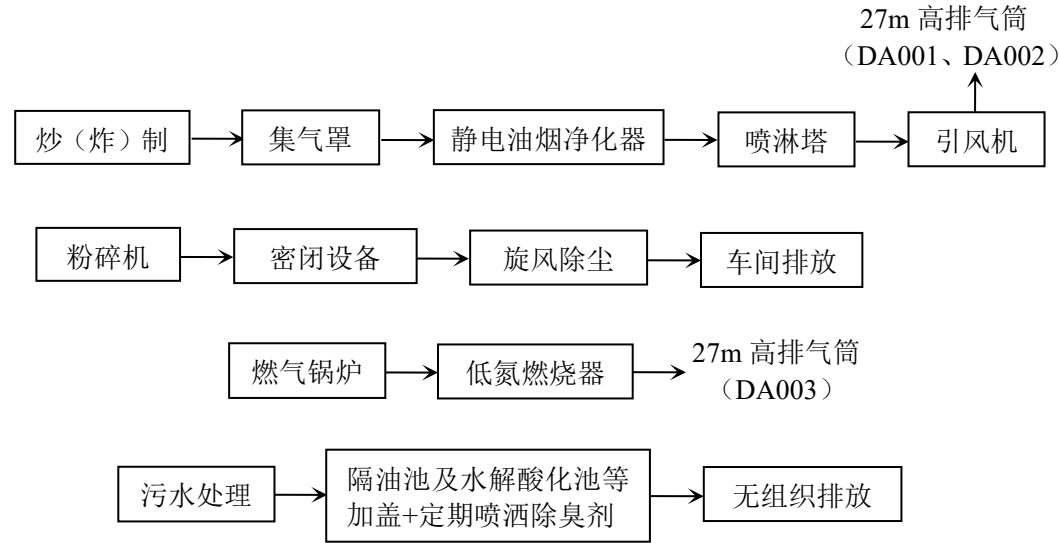 27m 高排气筒
（DA001、DA002）
炒（炸）制
集气罩
静电油烟净化器
喷淋塔
引风机
粉碎机
密闭设备
旋风除尘
车间排放
燃气锅炉
低氮燃烧器
27m 高排气筒
（DA003）
污水处理
隔油池及水解酸化池等
加盖+定期喷洒除臭剂
无组织排放